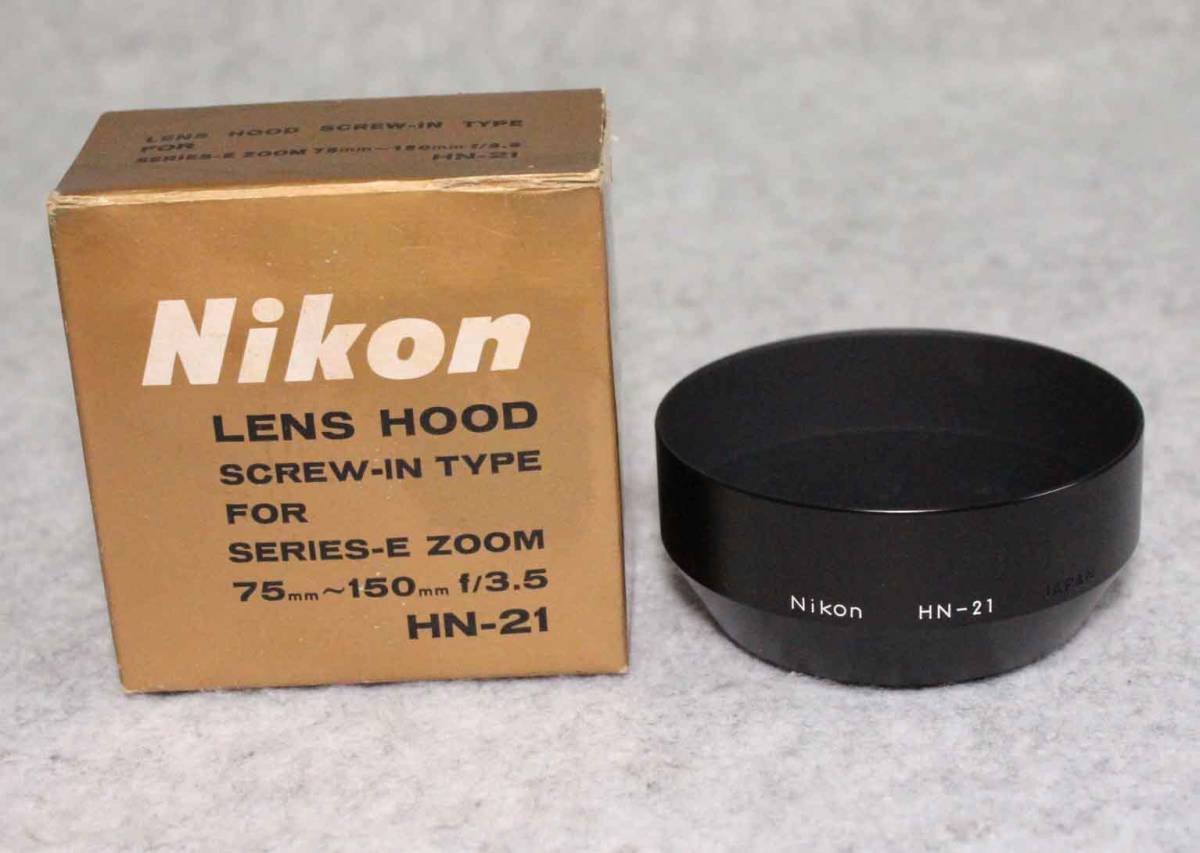 LENS HOOD SCREW-IN TYPE
FOR
SERIES-E ZOOM 75mm~150mm f/3.5
HN-21
Nikon
LENS HOOD
SCREW-IN TYPE
FOR
SERIES-E ZOOM
75mm~150mm f/3.5
HN-21
Nikon HN-21 JAPAN